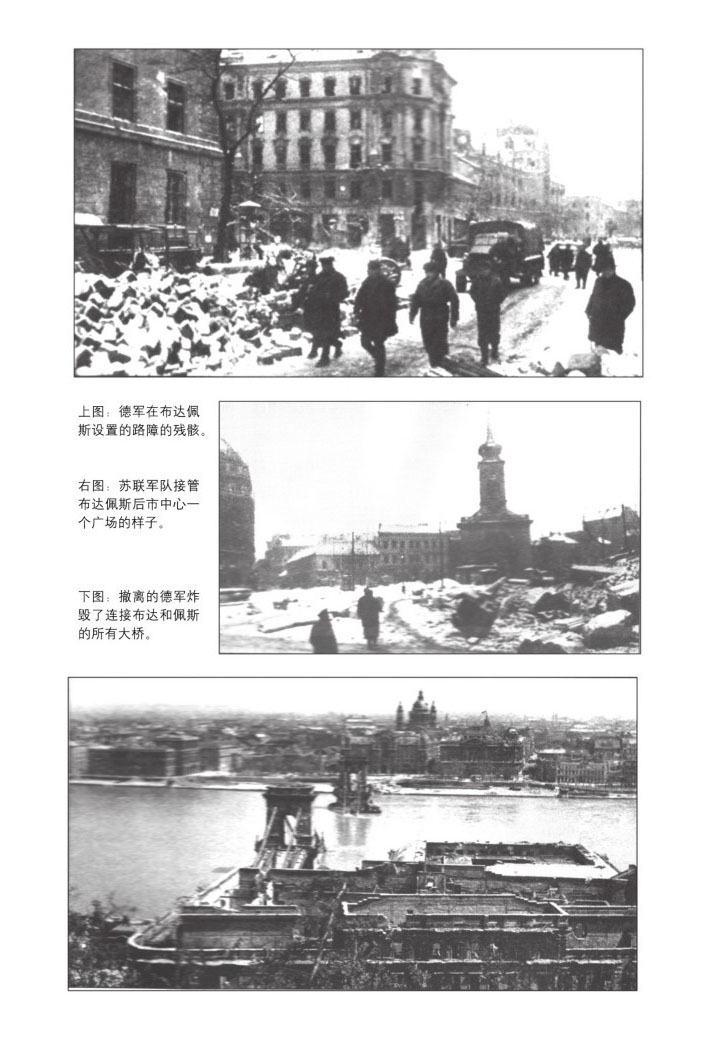 上图：德军在布达佩
斯设置的路障的残骸。
右图：苏联军队接管
布达佩斯后市中心一
个广场的样子。
下图：撤离的德军炸
毁了连接布达和佩斯
的所有大桥。